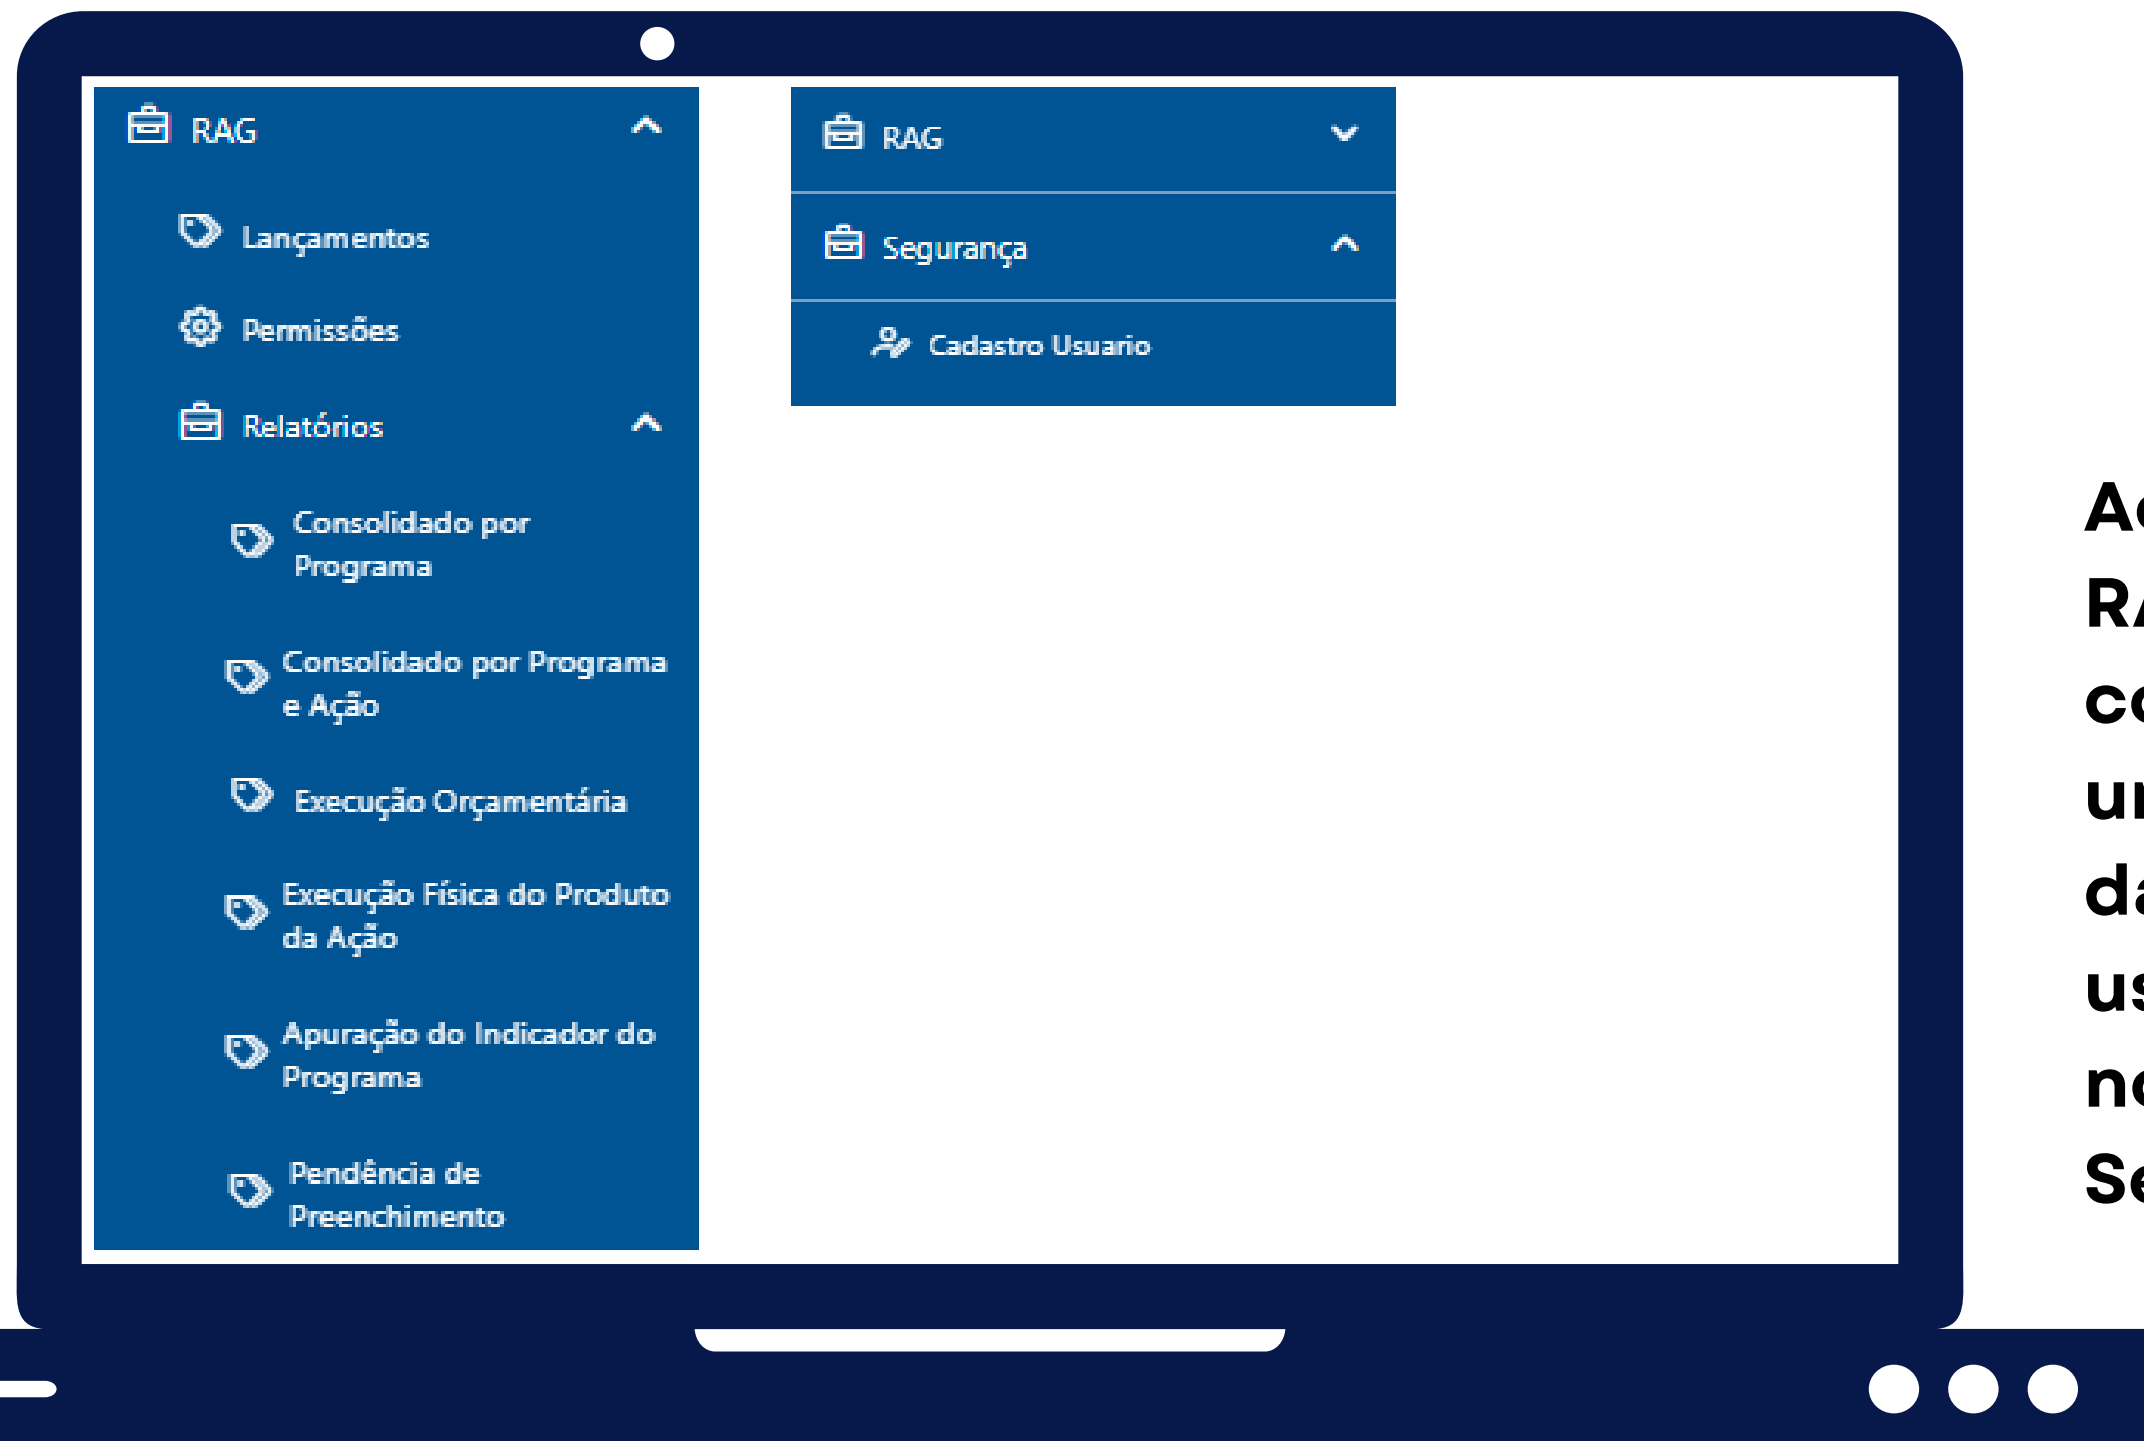 RAG
Lançamentos
Permissões
Relatórios
Consolidado por
Programa
Consolidado por Programa
e Ação
Execução Orçamentária
Execução Física do Produto
da Ação
Apuração do Indicador do
Programa
Pendência de
Preenchimento
RAG
Segurança
Cadastro Usuario